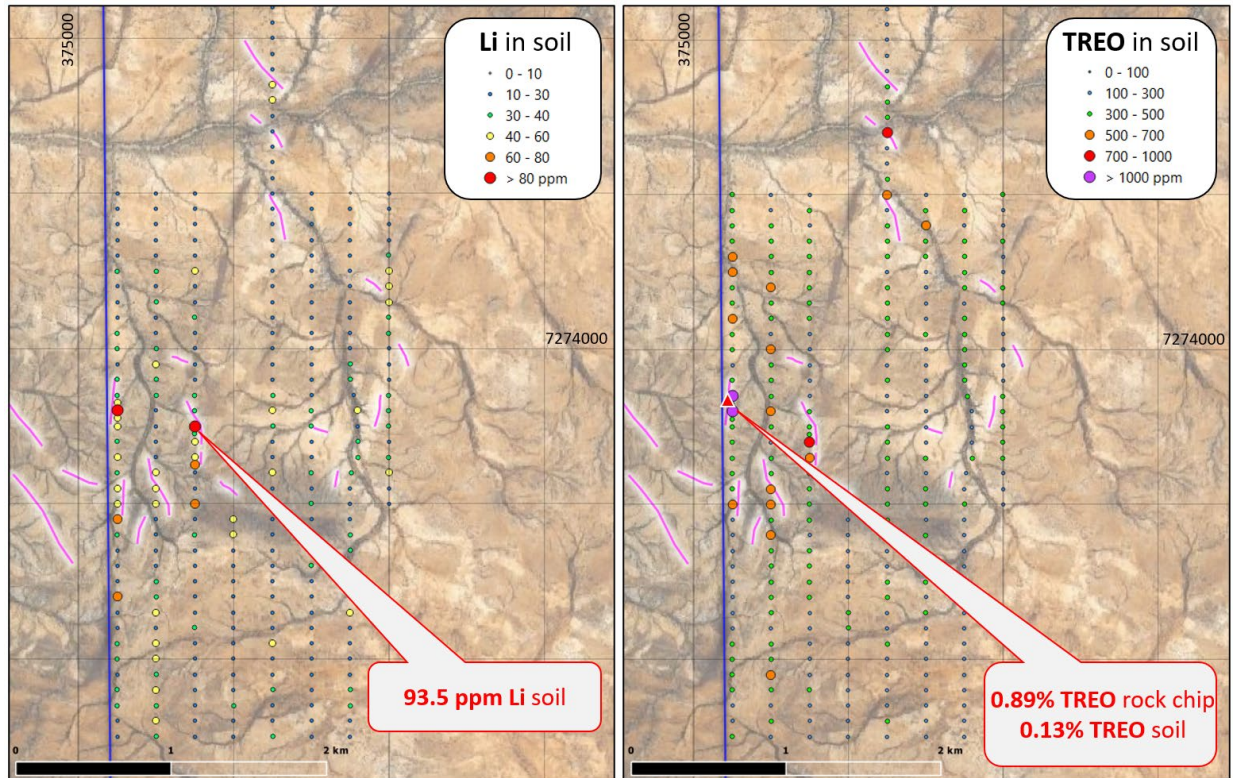 375000
Li in soil
0 - 10
10 - 30
30 - 40
40 - 60
60 - 80
> 80 ppm
7274000
93.5 ppm Li soil
0 1 2 km
375000
TREO in soil
0 - 100
100 - 300
300 - 500
500 - 700
700 - 1000
> 1000 ppm
7274000
0.89% TREO rock chip
0.13% TREO soil
0 1 2 km